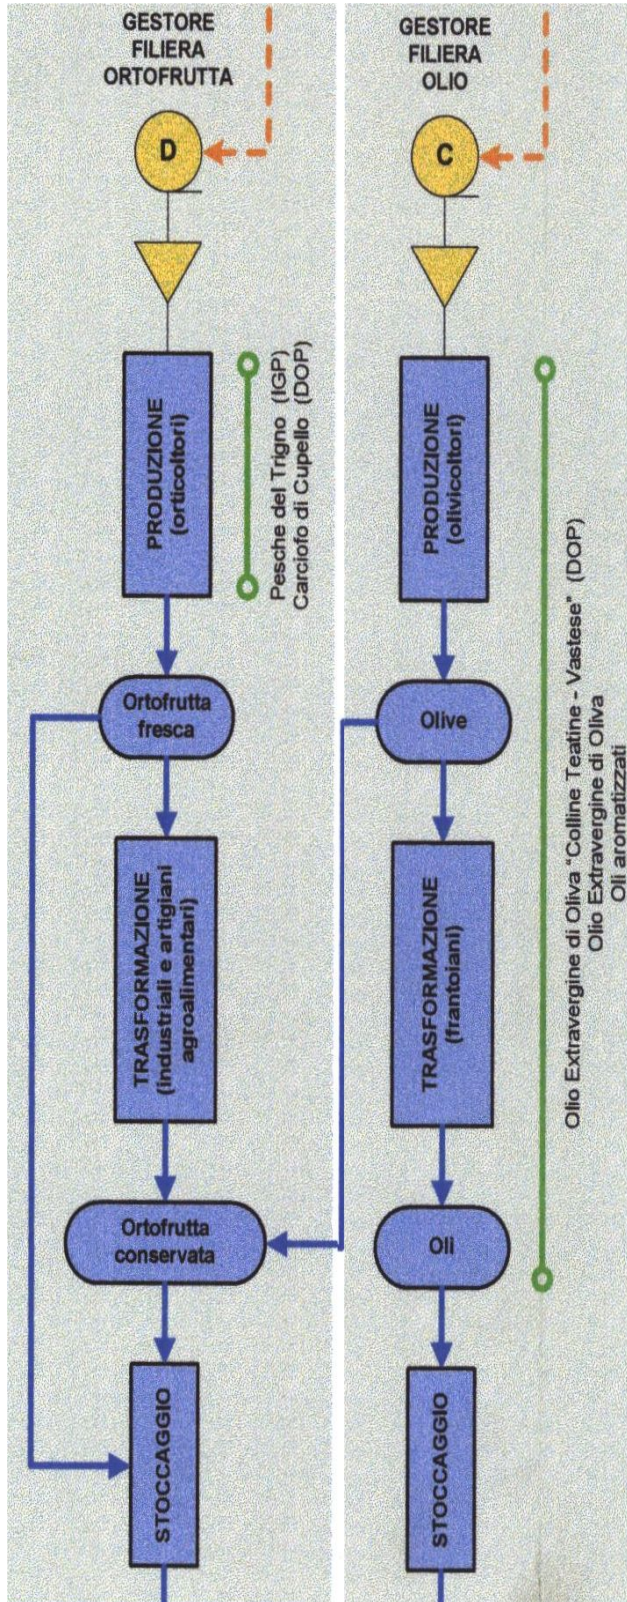 GESTORE
FILIERA
ORTOFRUTTA
D
PRODUZIONE
(orticoltori)
Pesche del Trigno (IGP)
Carciofo di Cupello (DOP)
Ortofrutta
fresca
TRASFORMAZIONE
(industriali e artigiani
agroalimentari)
Ortofrutta
conservata
STOCCAGGIO
GESTORE
FILIERA
OLIO
C
PRODUZIONE
(olivicoltori)
Olive
TRASFORMAZIONE
(frantoiani)
Oli
Olio Extravergine di Oliva "Colline Teatine - Vastese" (DOP)
Olio Extravergine di Oliva
Oli aromatizzati
STOCCAGGIO